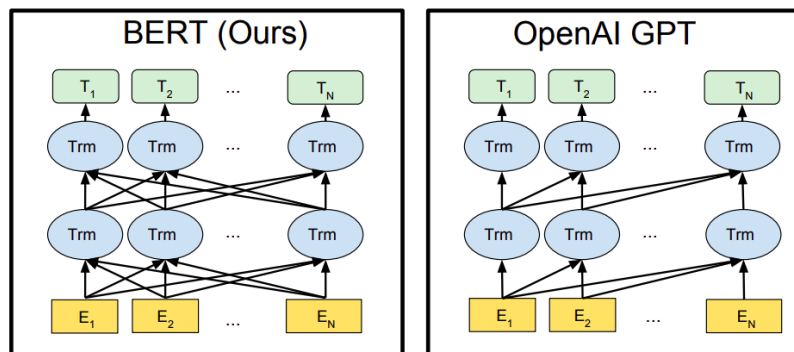 BERT (Ours)
T1 T2 ... TN
Trm Trm ... Trm
Trm Trm ... Trm
E1 E2 ... EN
OpenAI GPT
T1 T2 ... TN
Trm Trm ... Trm
Trm Trm ... Trm
E1 E2 ... EN